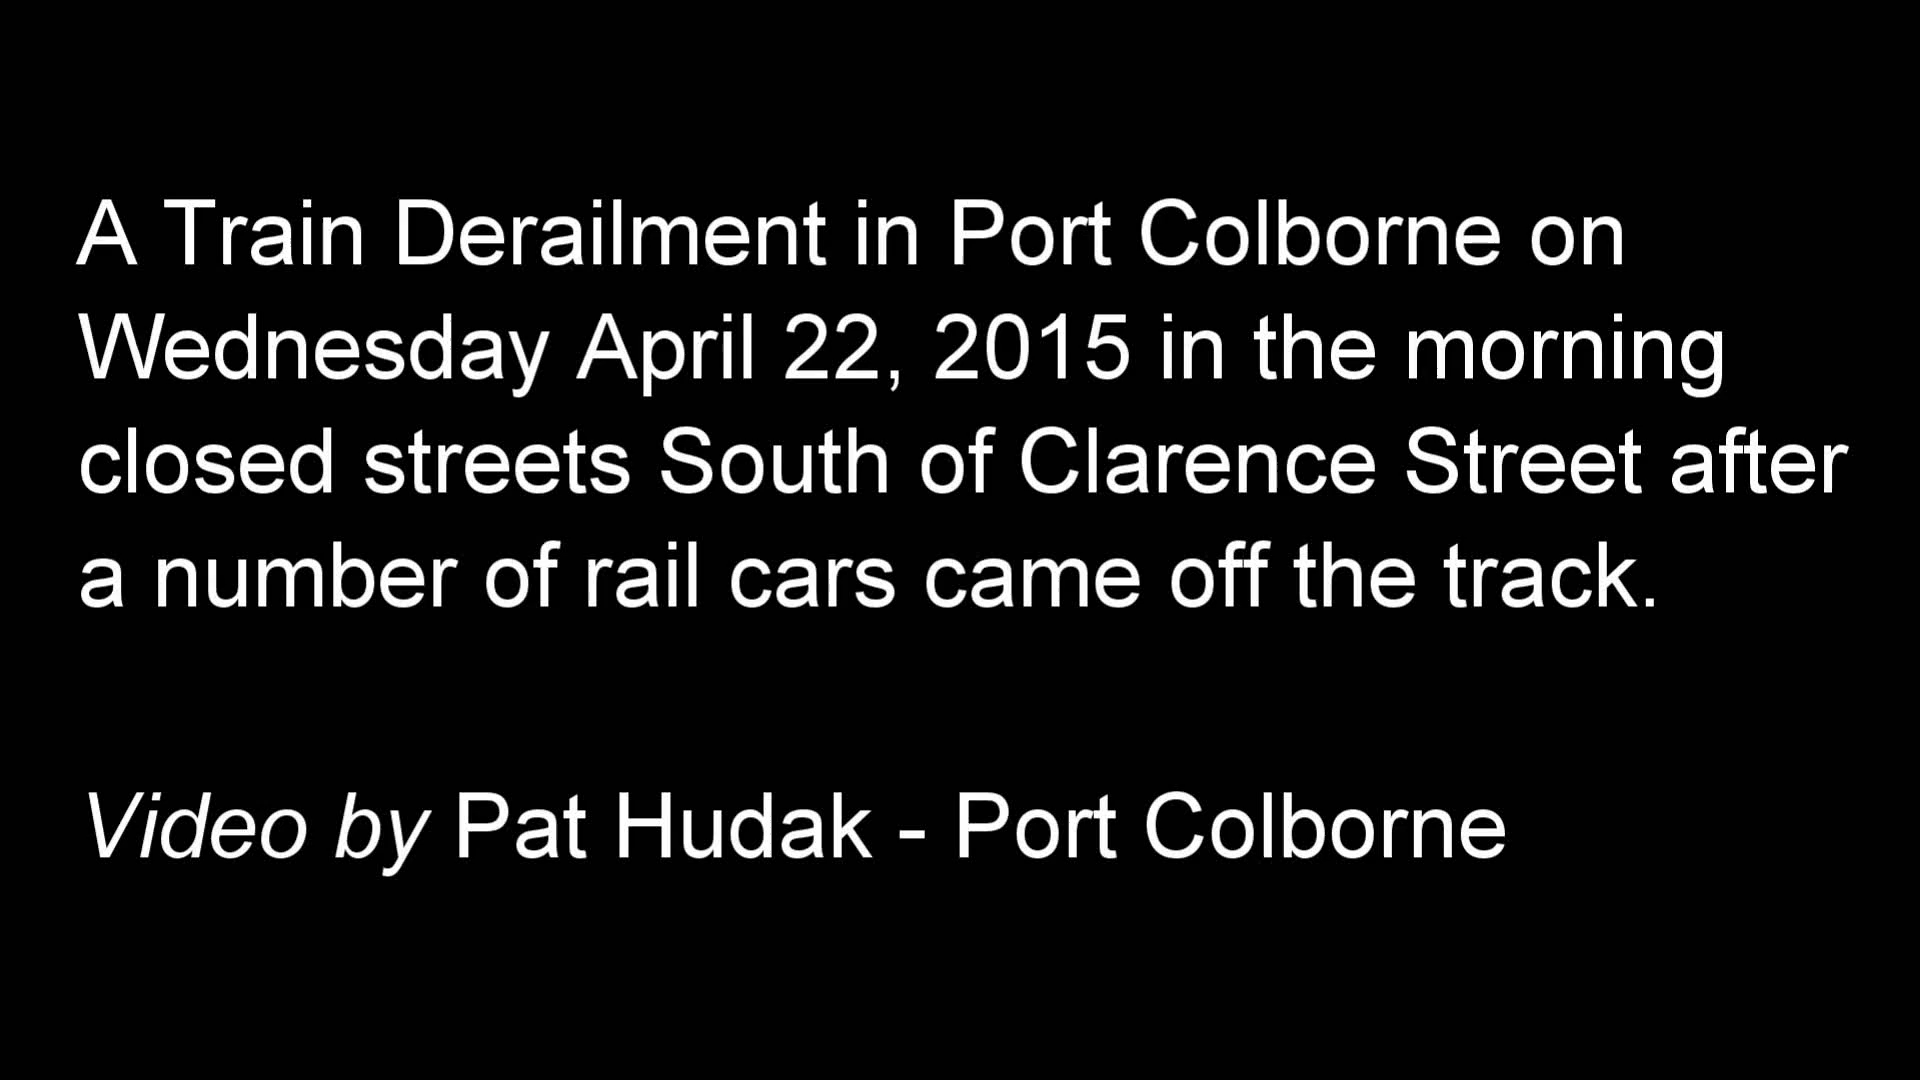 A Train Derailment in Port Colborne on
Wednesday April 22, 2015 in the morning
closed streets South of Clarence Street after
a number of rail cars came off the track.
Video by Pat Hudak - Port Colborne